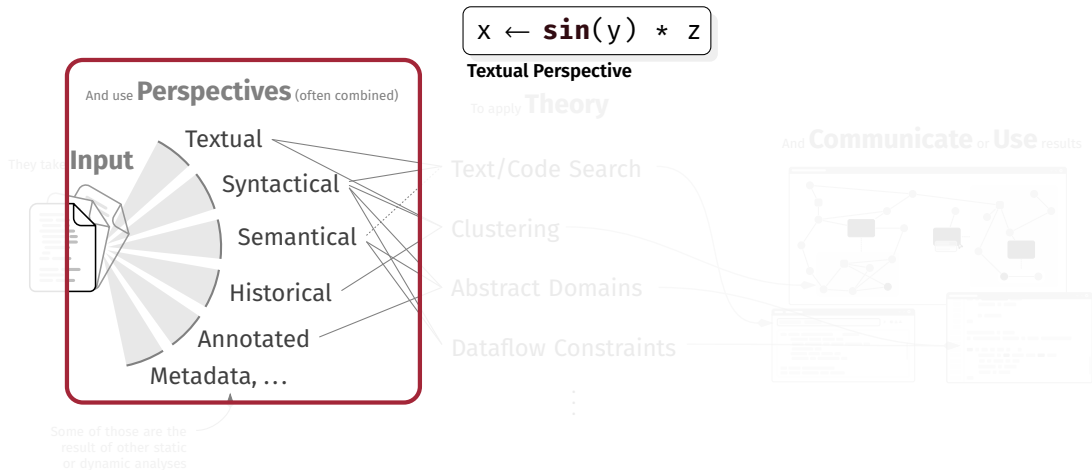 x ← sin(y) * z
Textual Perspective
And use Perspectives (often combined)
To apply Theory
And Communicate or Use results
They take Input
Textual
Syntactical
Semantical
Historical
Annotated
Metadata, ...
Text/Code Search
Clustering
Abstract Domains
Dataflow Constraints
⋮
Some of those are the
result of other static
or dynamic analyses